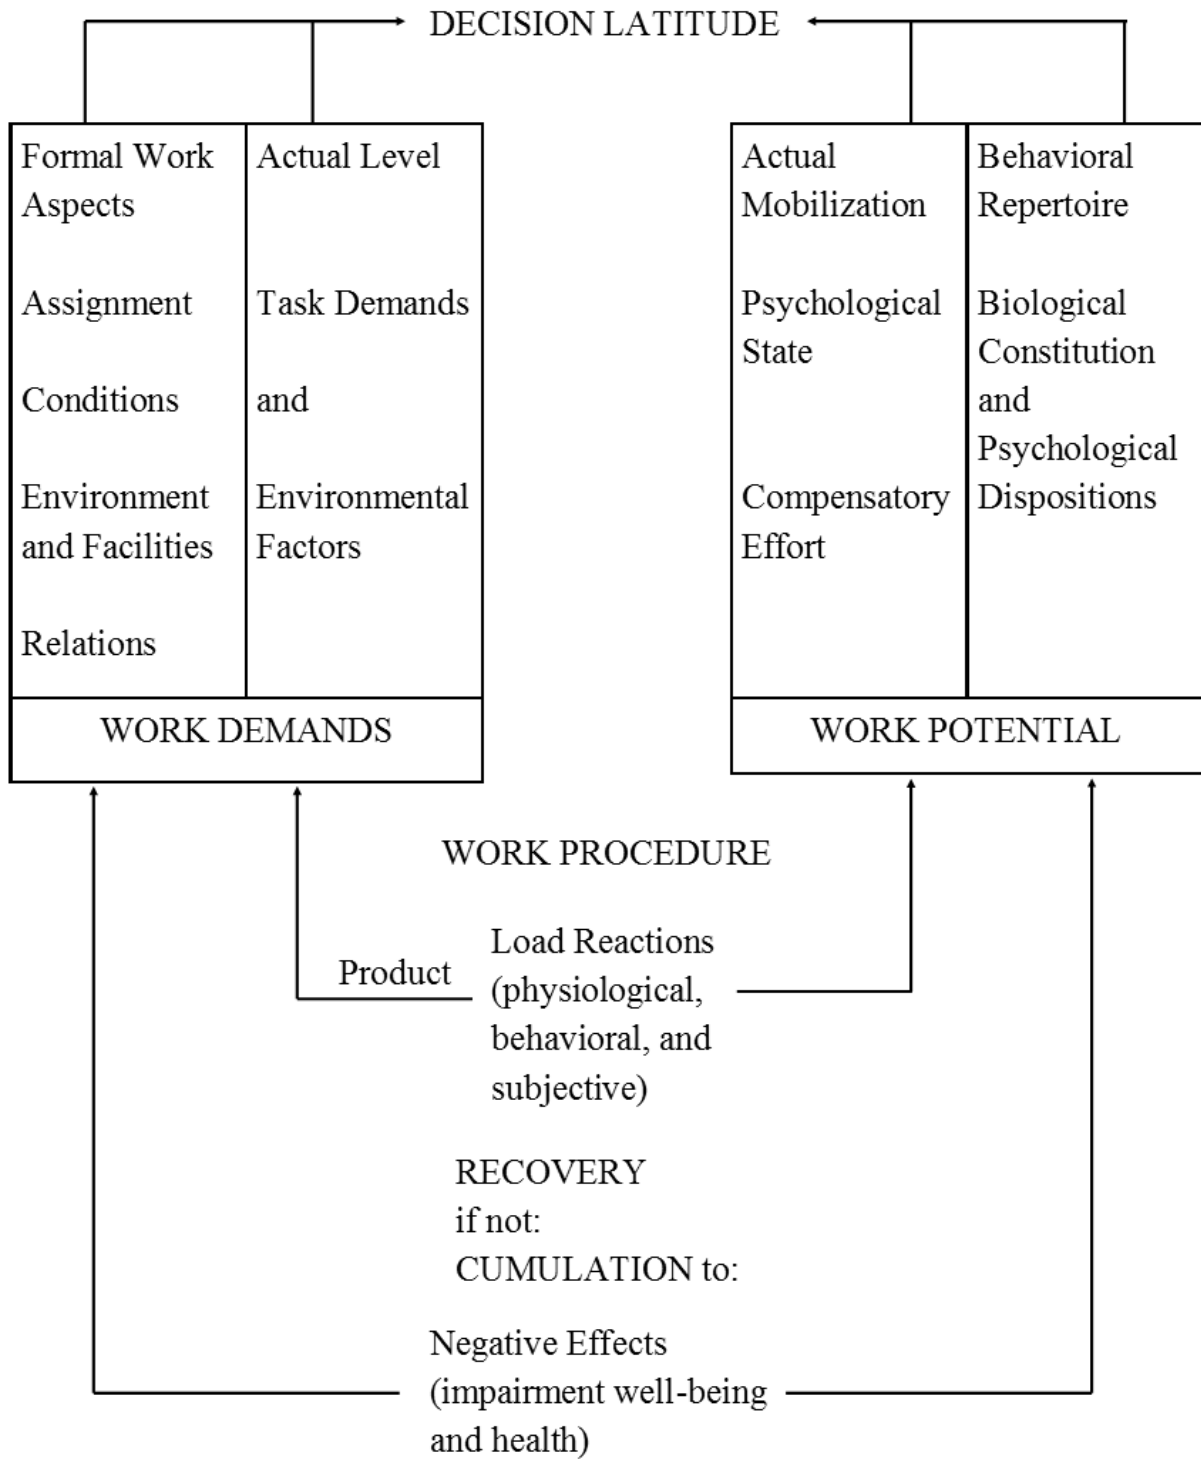 DECISION LATITUDE
Formal Work
Aspects
Assignment
Conditions
Environment
and Facilities
Relations
Actual Level
Task Demands
and
Environmental
Factors
WORK DEMANDS
Actual
Mobilization
Psychological
State
Compensatory
Effort
Behavioral
Repertoire
Biological
Constitution
and
Psychological
Dispositions
WORK POTENTIAL
WORK PROCEDURE
Product
Load Reactions
(physiological,
behavioral, and
subjective)
RECOVERY
if not:
CUMULATION to:
Negative Effects
(impairment well-being
and health)